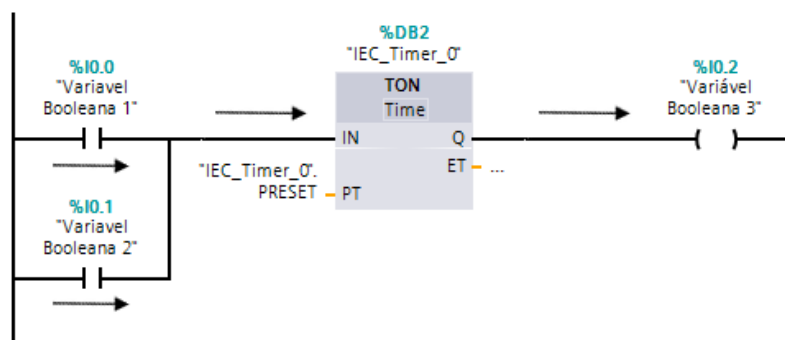 %DB2
"IEC_Timer_0"
%I0.0
"Variavel
Booleana 1"
TON
Time
%I0.2
"Variável
Booleana 3"
IN
Q
"IEC_Timer_0".
PRESET
PT
ET
...
%I0.1
"Variavel
Booleana 2"